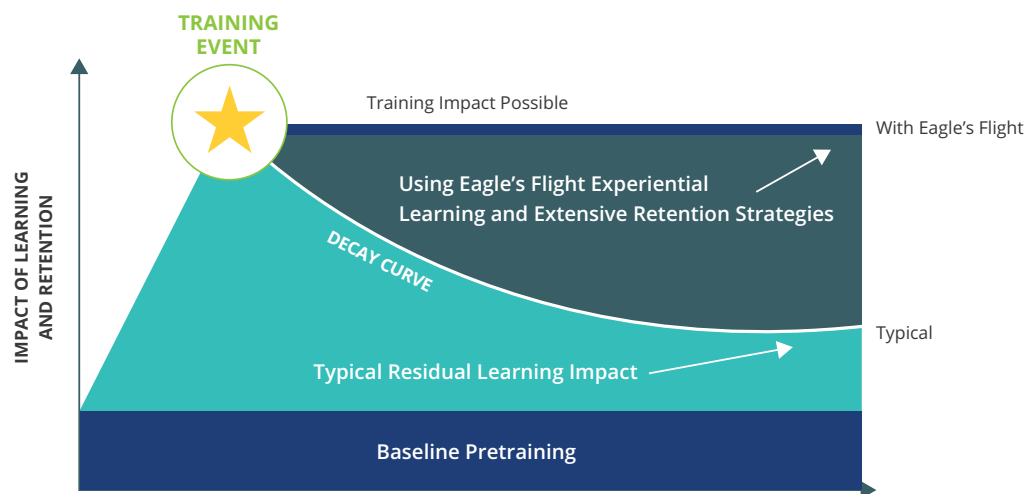 TRAINING
EVENT
Training Impact Possible
With Eagle’s Flight
Using Eagle’s Flight Experiential
Learning and Extensive Retention Strategies
IMPACT OF LEARNING
AND RETENTION
DECAY CURVE
Typical
Typical Residual Learning Impact
Baseline Pretraining